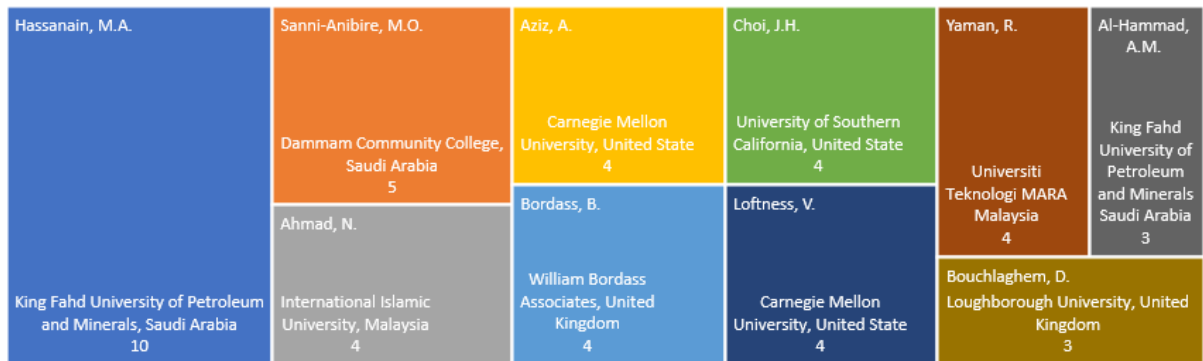 Hassanain, M.A.
King Fahd University of Petroleum
and Minerals, Saudi Arabia
10
Sanni-Anibire, M.O.
Dammam Community College,
Saudi Arabia
5
Ahmad, N.
International Islamic
University, Malaysia
4
Aziz, A.
Carnegie Mellon
University, United State
4
Bordass, B.
William Bordass
Associates, United
Kingdom
4
Choi, J.H.
University of Southern
California, United State
4
Loftness, V.
Carnegie Mellon
University, United State
4
Yaman, R.
Universiti
Teknologi MARA
Malaysia
4
Al-Hammad,
A.M.
King Fahd
University of
Petroleum
and Minerals
Saudi Arabia
3
Bouchlaghem, D.
Loughborough University, United
Kingdom
3